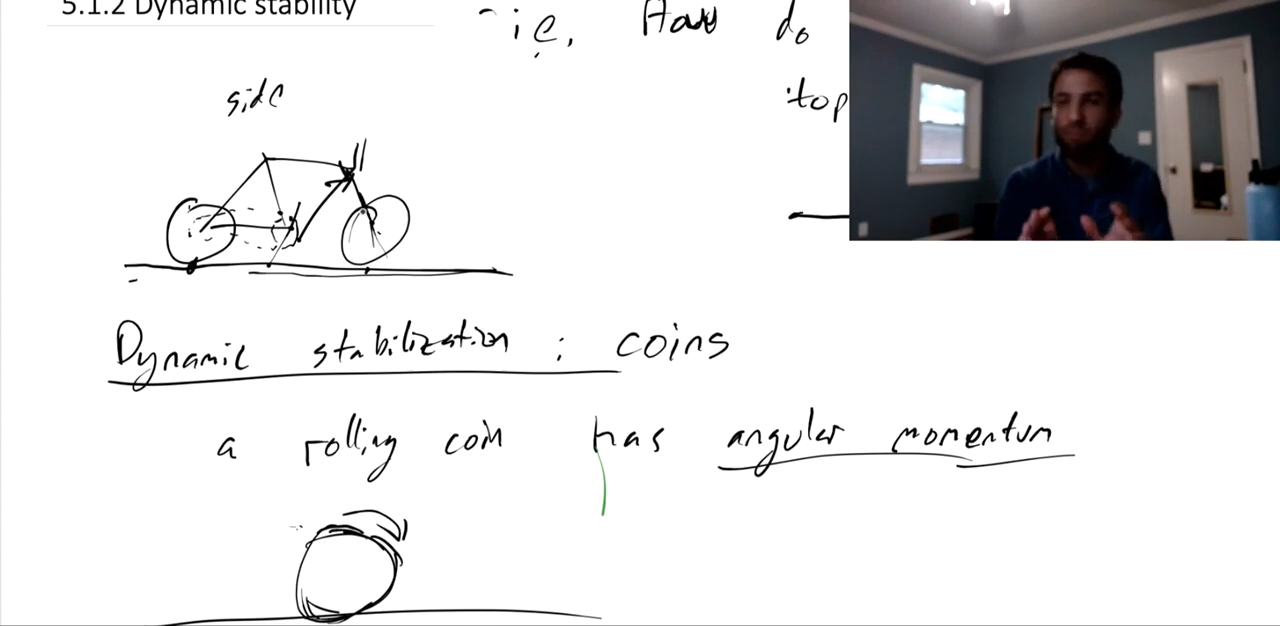 5.1.2 Dynamic stability
i.e. How do
top
side
Dynamic stabilization : coins
a rolling coin has angular momentum